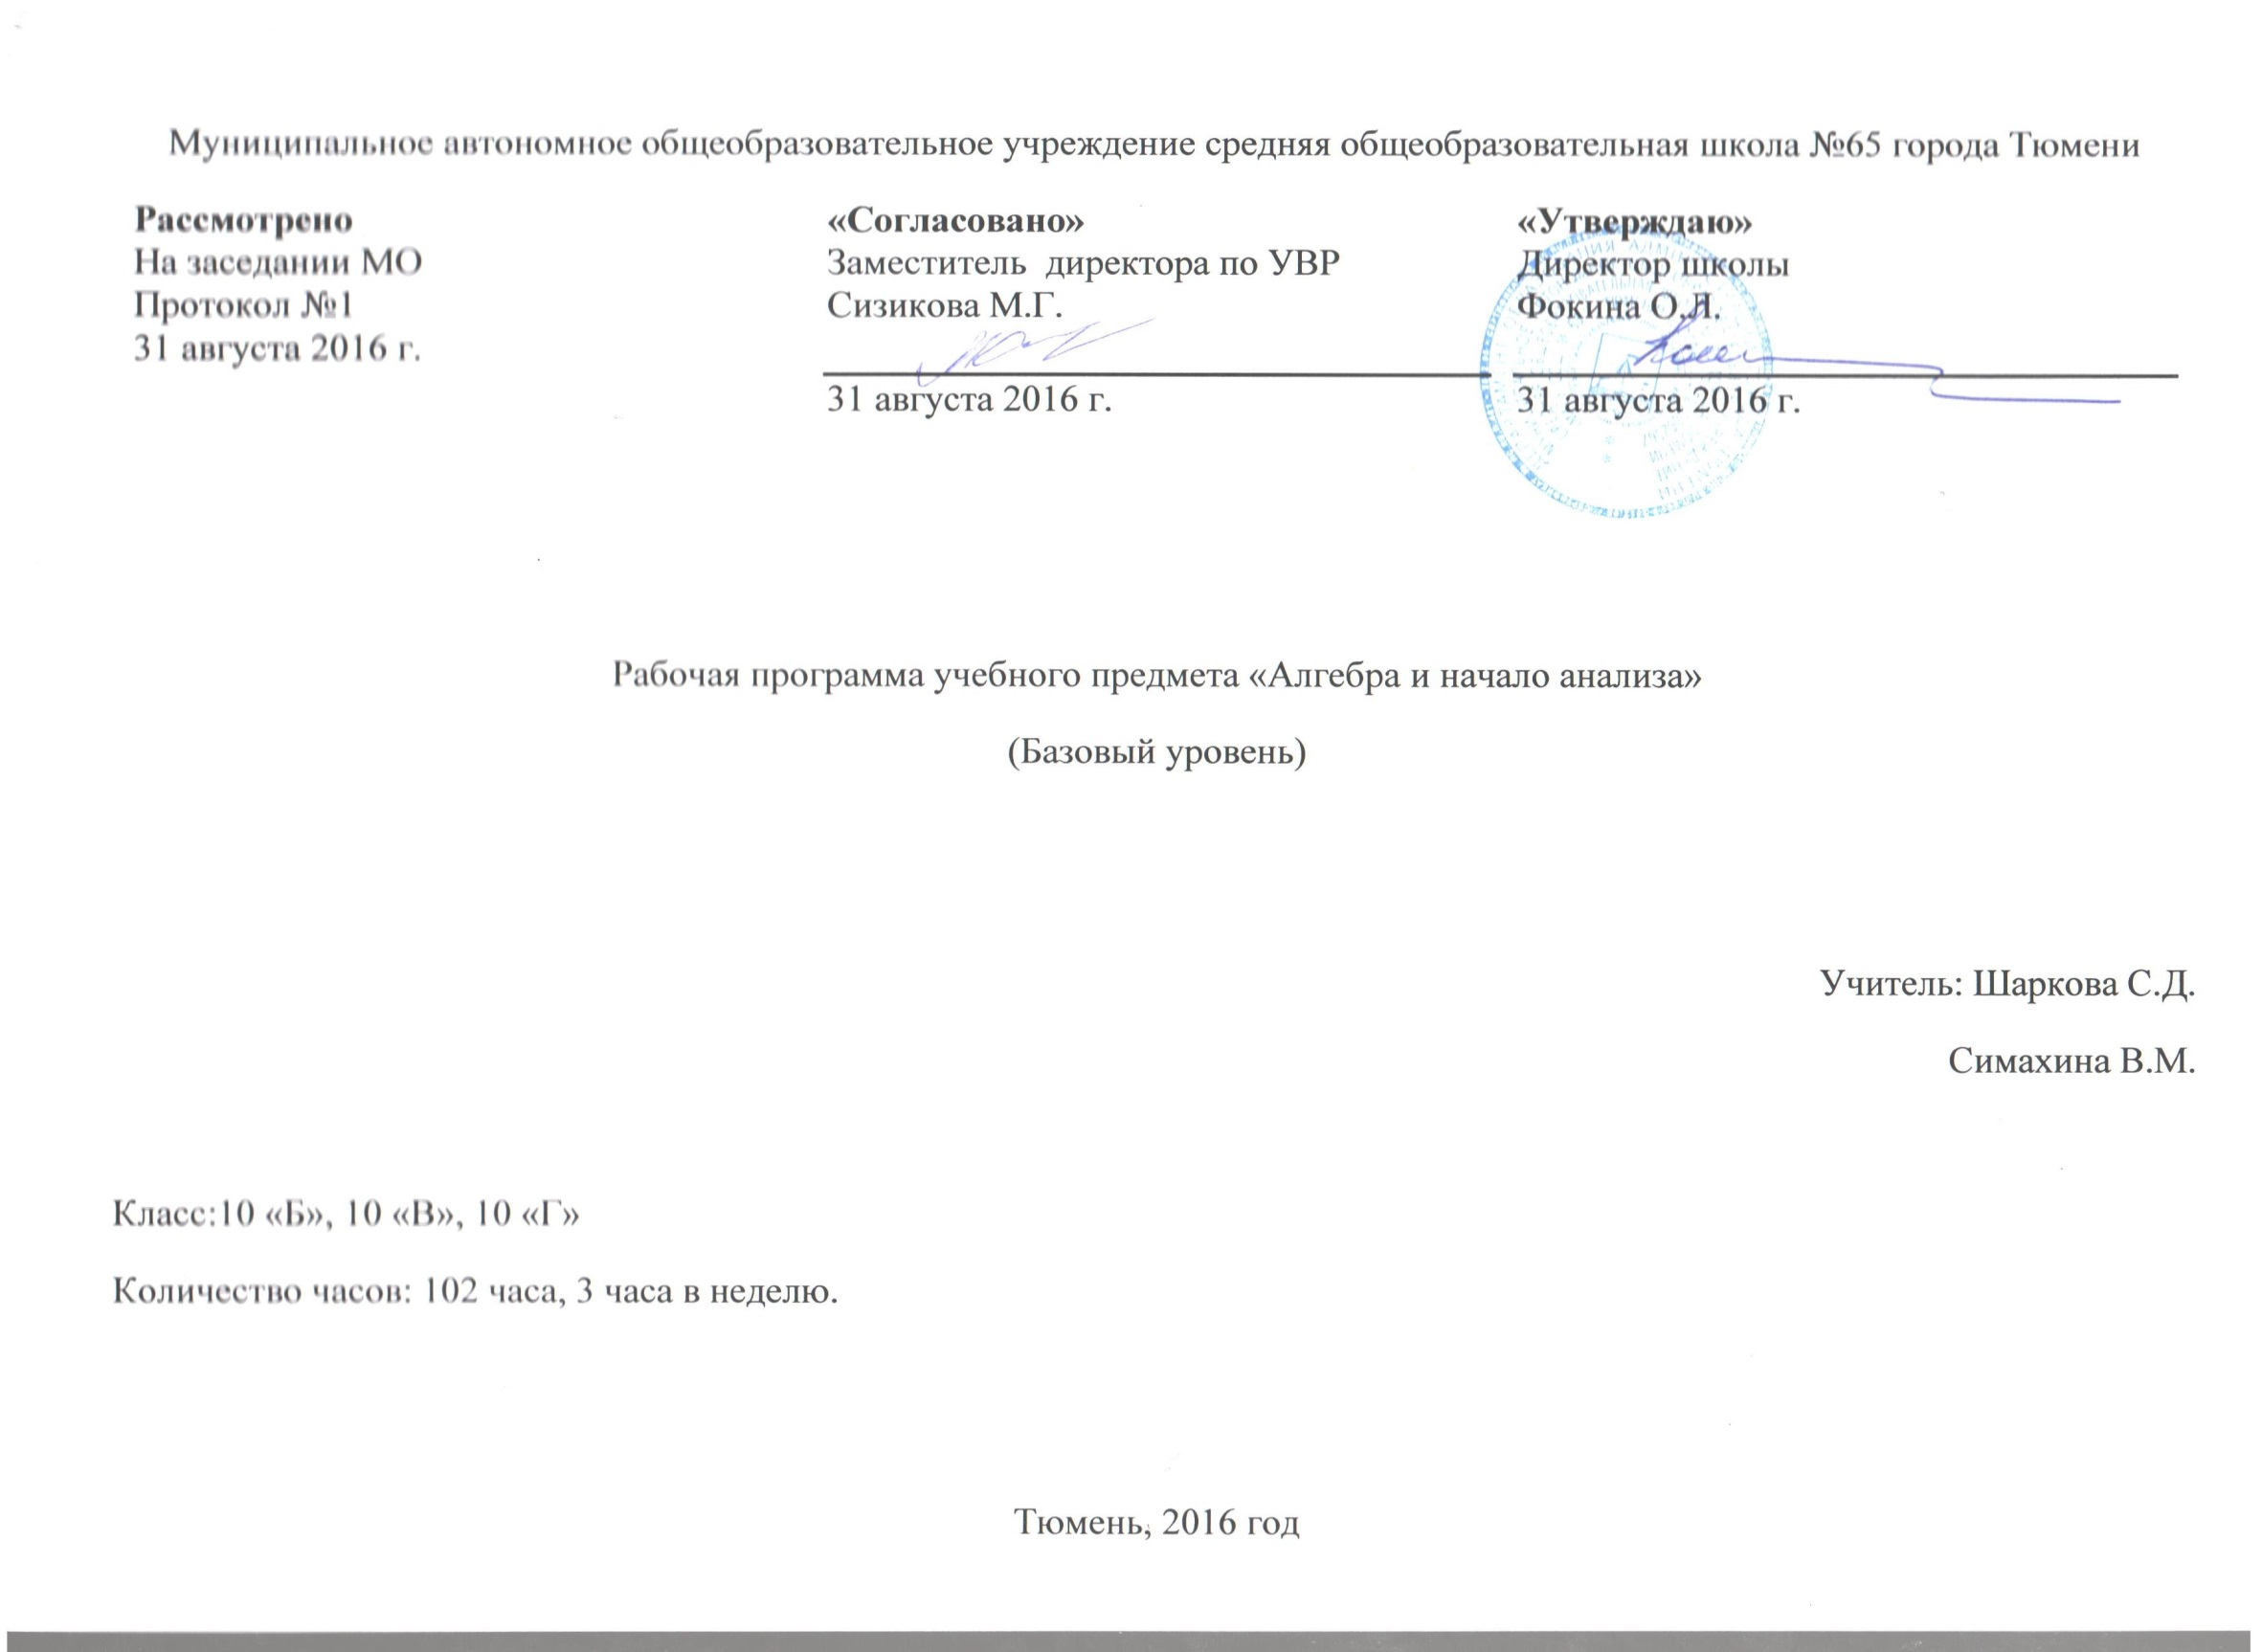 Муниципальное автономное общеобразовательное учреждение средняя общеобразовательная школа №65 города Тюмени
Рассмотрено
На заседании МО
Протокол №1
31 августа 2016 г.
«Согласовано»
Заместитель директора по УВР
Сизикова М.Г.
31 августа 2016 г.
«Утверждаю»
Директор школы
Фокина О.Л.
31 августа 2016 г.
Рабочая программа учебного предмета «Алгебра и начало анализа»
(Базовый уровень)
Учитель: Шаркова С.Д.
Симахина В.М.
Класс:10 «Б», 10 «В», 10 «Г»
Количество часов: 102 часа, 3 часа в неделю.
Тюмень, 2016 год